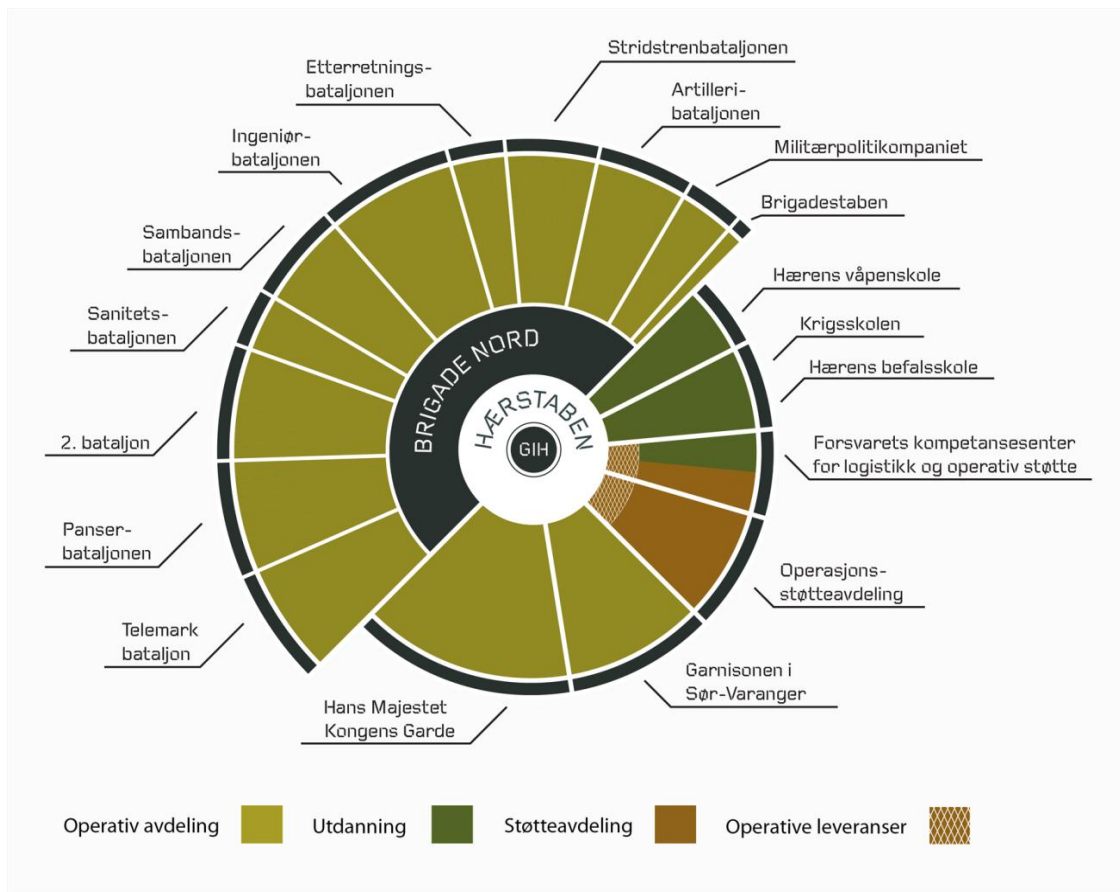 Stridstrenbataljonen
Etterretnings-
bataljonen
Artilleri-
bataljonen
Ingeniør-
bataljonen
Militærpolitikompaniet
Brigadestaben
Sambands-
bataljonen
Hærens våpenskole
Sanitets-
bataljonen
Krigsskolen
Hærens befalsskole
BRIGADE NORD
HÆRSTABEN
GIH
2. bataljon
Forsvarets kompetansesenter
for logistikk og operativ støtte
Panser-
bataljonen
Operasjons-
støtteavdeling
Telemark
bataljon
Garnisonen i
Sør-Varanger
Hans Majestet
Kongens Garde
Operativ avdeling
Utdanning
Støtteavdeling
Operative leveranser